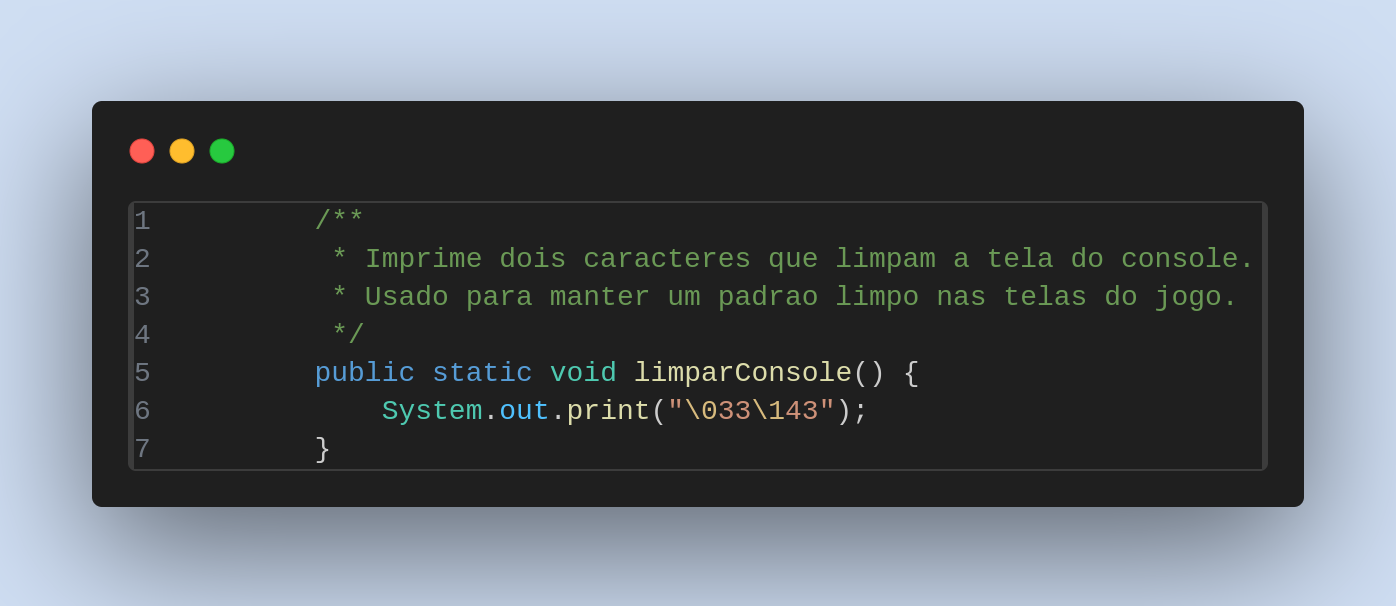 1 /**
2 * Imprime dois caracteres que limpam a tela do console.
3 * Usado para manter um padrao limpo nas telas do jogo.
4 */
5 public static void limparConsole() {
6 System.out.print("\033\143");
7 }